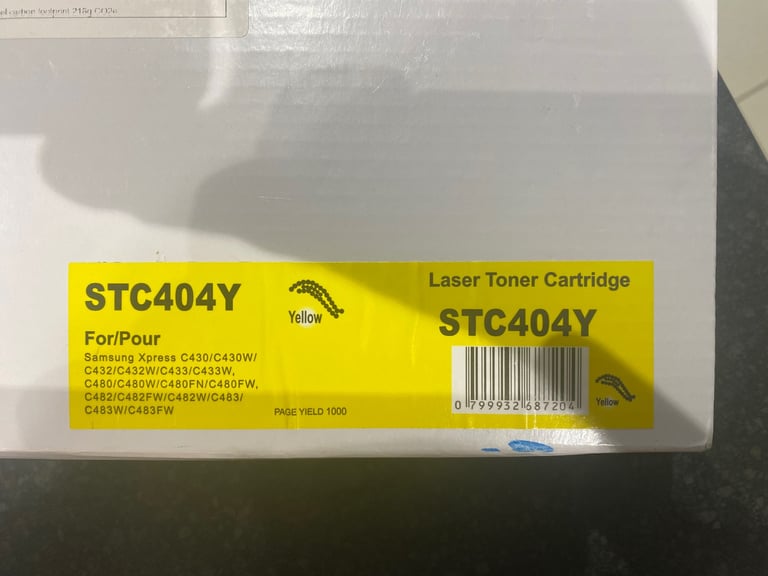 carbon footprint 218g CO2e
STC404Y
Yellow
For/Pour
Samsung Xpress C430/C430W/
C432/C432W/C433/C433W,
C480/C480W/C480FN/C480FW,
C482/C482FW/C482W/C483/
C483W/C483FW
PAGE YIELD 1000
Laser Toner Cartridge
STC404Y
0 799932 687204
Yellow